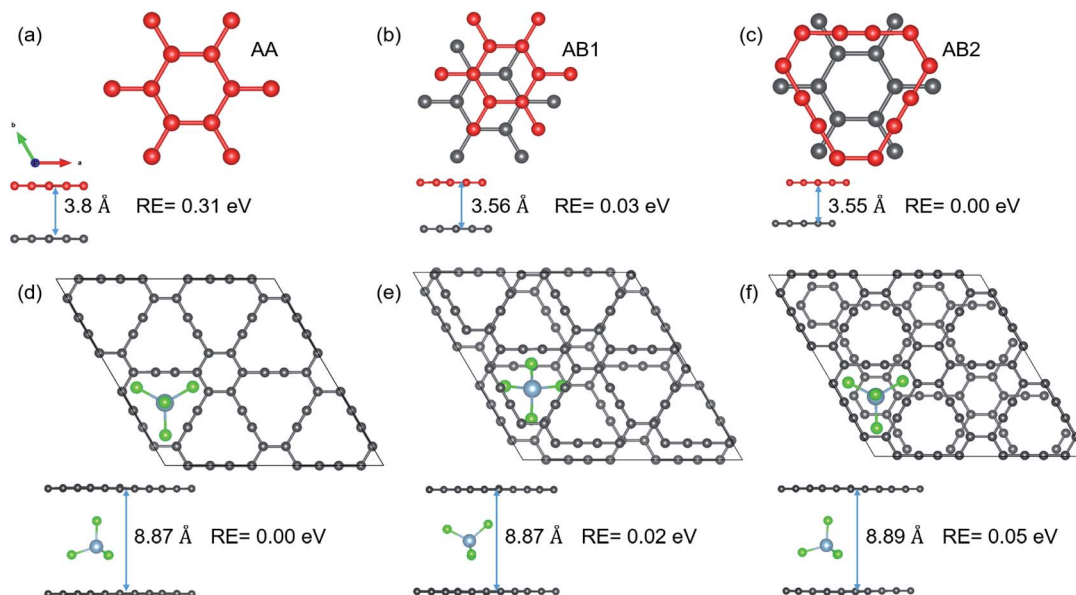 (a)
AA
(b)
AB1
(c)
AB2
b
a
3.8 Å RE= 0.31 eV
3.56 Å RE= 0.03 eV
3.55 Å RE= 0.00 eV
(d)
(e)
(f)
8.87 Å RE= 0.00 eV
8.87 Å RE= 0.02 eV
8.89 Å RE= 0.05 eV